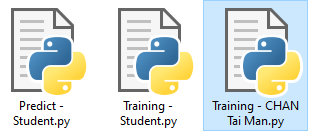 Predict -
Student.py
Training -
Student.py
Training - CHAN
Tai Man.py